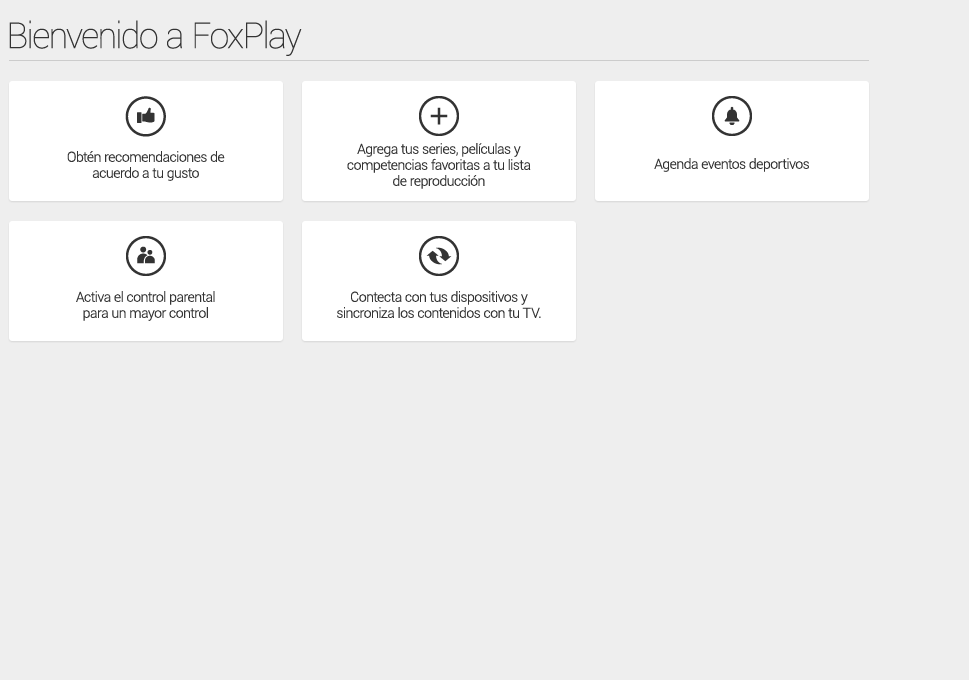 Bienvenido a FoxPlay
Obtén recomendaciones de
acuerdo a tu gusto
Agrega tus series, películas y
competencias favoritas a tu lista
de reproducción
Agenda eventos deportivos
Activa el control parental
para un mayor control
Contecta con tus dispositivos y
sincroniza los contenidos con tu TV.